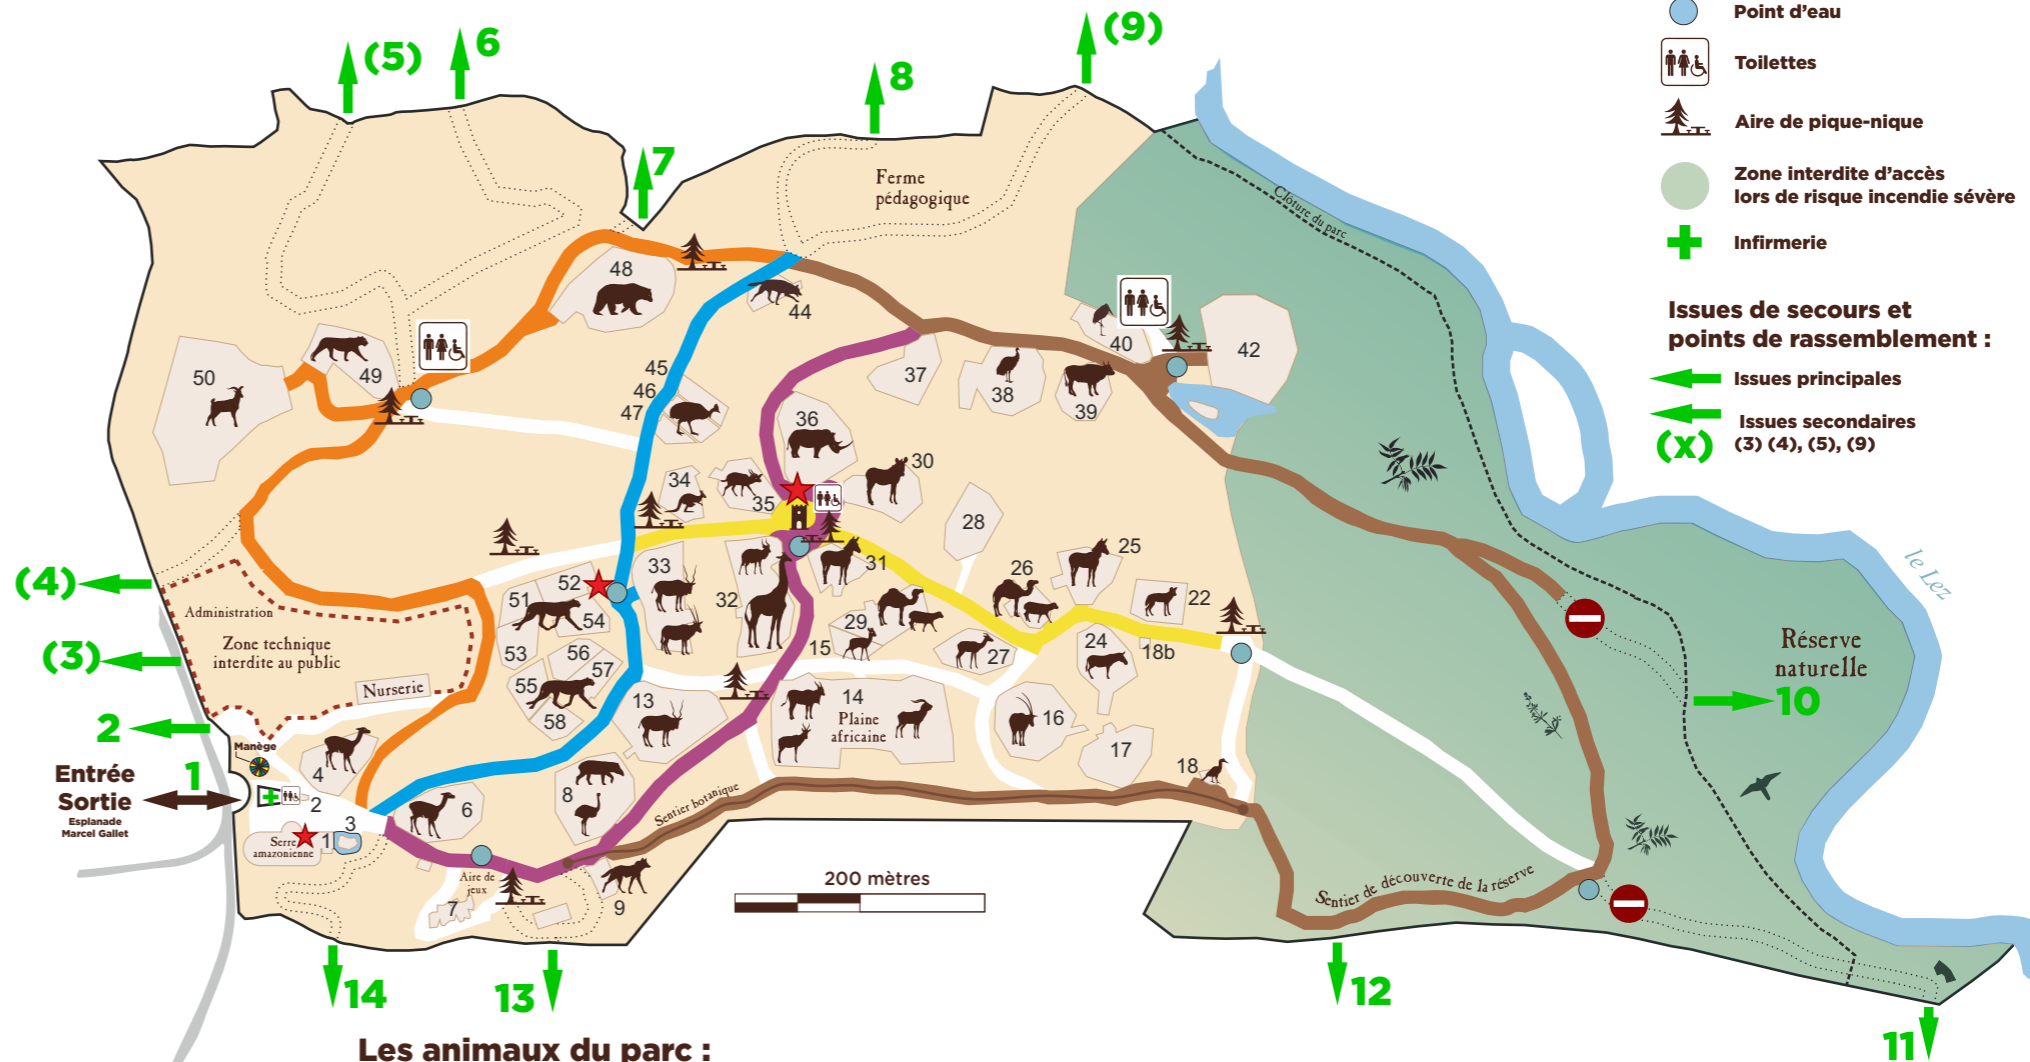 (5)
6
(9)
8
7
Point d'eau
Toilettes
Aire de pique-nique
Zone interdite d'accès
lors de risque incendie sévère
Infirmerie
Issues de secours et
points de rassemblement :
Issues principales
Issues secondaires
(x)
(3) (4), (5), (9)
Ferme
pédagogique
Clôture du parc
48
44
40
42
50
49
45
46
47
37
38
39
36
30
34
35
28
25
26
31
33
32
22
52
51
54
53
56
57
55
58
29
15
27
24
18b
13
14
Plaine
africaine
16
17
18
le Lez
Réserve
naturelle
(4)
Administration
Zone technique
interdite au public
(3)
Nurserie
2
10
Manège
Entrée
Sortie
1
Esplanade
Marcel Gallet
4
2
3
1
Serre
amazonienne
6
8
Sentier botanique
Aire de
jeux
7
9
200 mètres
Sentier de découverte de la réserve
14
13
12
11
Les animaux du parc :